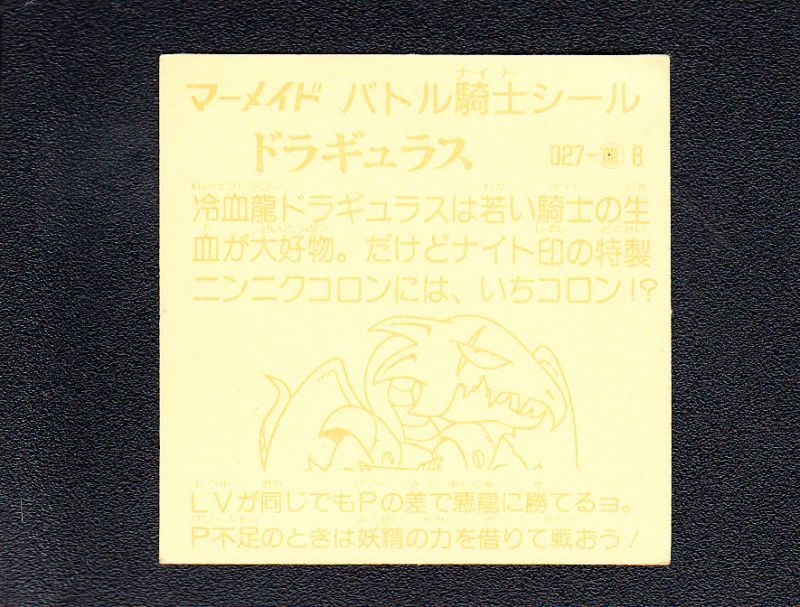 マーメイド バトル騎士シール
ドラギュラス 027-龍 8
冷血龍ドラギュラスは若い騎士の生
血が大好物。だけどナイト印の特製
ニンニクコロンには、いちコロン!?
LVが同じでもPの差で悪龍に勝てるヨ。
P不足のときは妖精の力を借りて戦おう!